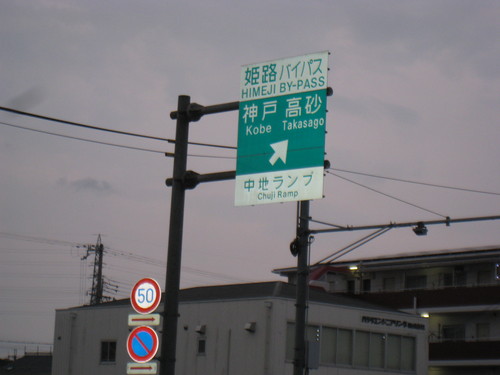 姫路バイパス
HIMEJI BY-PASS
神戸 高砂
Kobe Takasago
中地ランプ
Chuji Ramp
50